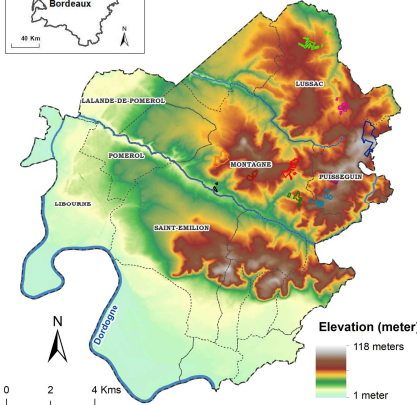 Bordeaux
40 Km
N
LUSSAC
LALANDE-DE-POMEROL
POMEROL
MONTAGNE
PUISSEGUIN
LIBOURNE
SAINT-EMILION
Dordogne
N
Elevation (meter)
118 meters
1 meter
0 2 4 Kms